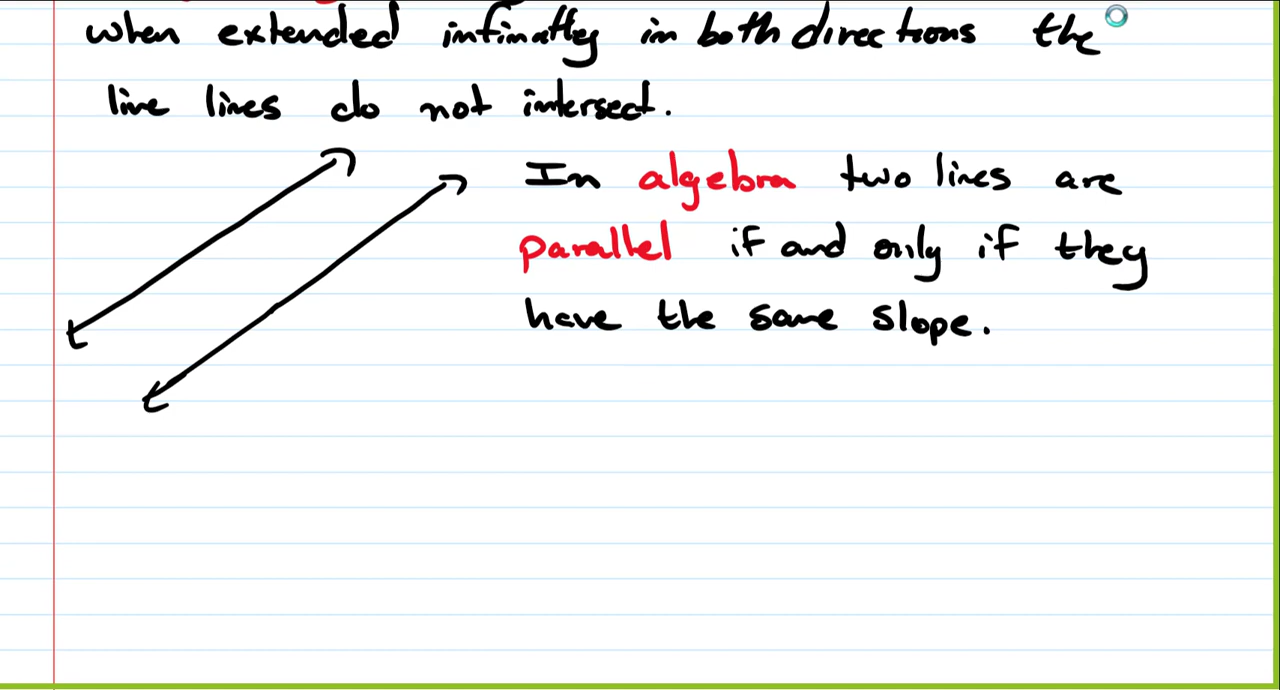 when extended infinatley in both directions the
line lines do not intersect.
In algebra two lines are
parallel if and only if they
have the same slope.